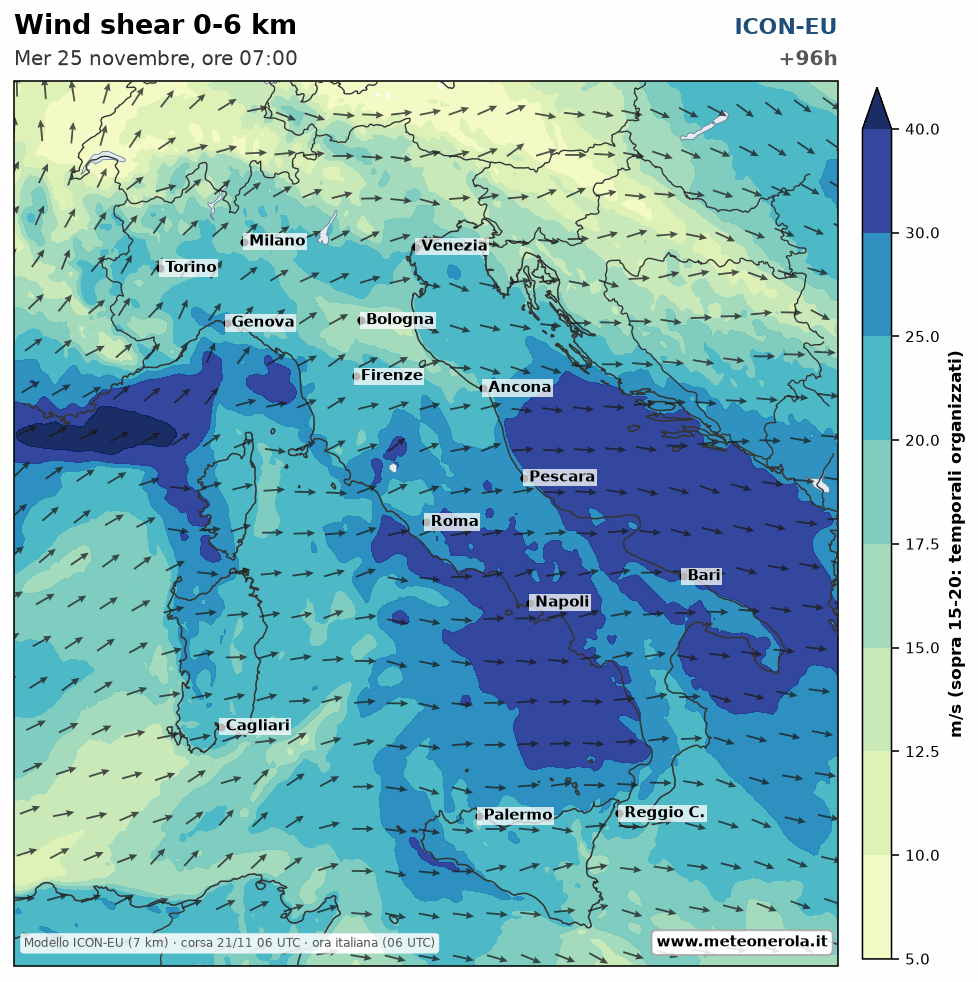 Wind shear 0-6 km
ICON-EU
Mer 25 novembre, ore 07:00
+96h
40.0
30.0
25.0
20.0
17.5
15.0
12.5
10.0
5.0
m/s (sopra 15-20: temporali organizzati)
Milano
Venezia
Torino
Genova
Bologna
Firenze
Ancona
Pescara
Roma
Bari
Napoli
Cagliari
Palermo
Reggio C.
Modello ICON-EU (7 km) · corsa 21/11 06 UTC · ora italiana (06 UTC)
www.meteonerola.it